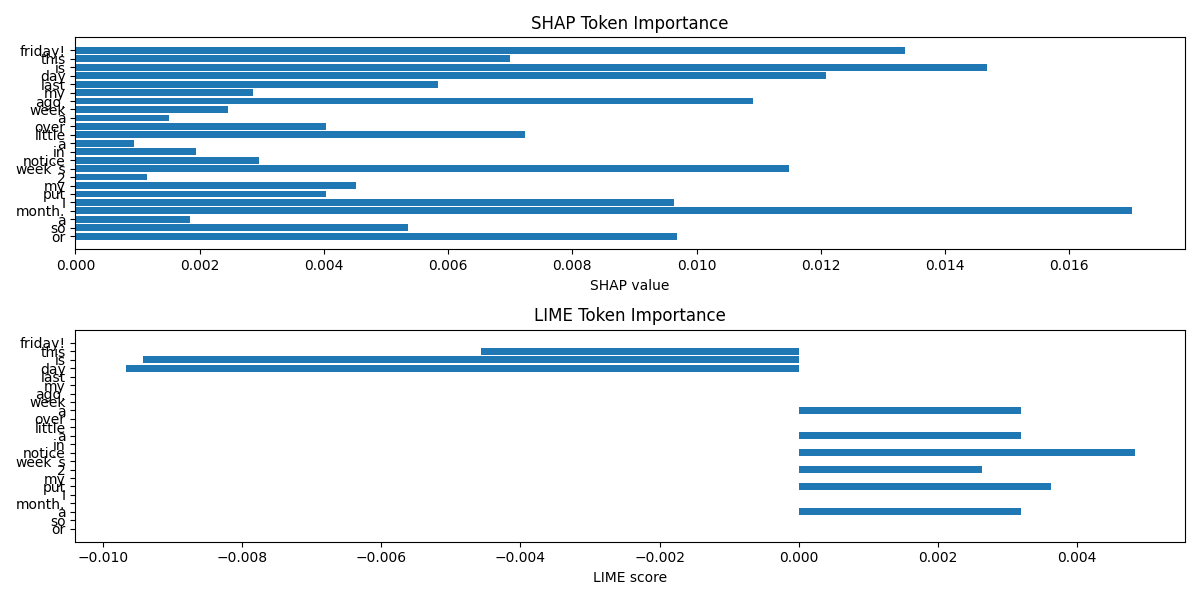 SHAP Token Importance
friday!
this
is
day
last
my
ago.
week
a
over
little
a
in
notice
week´s
2
my
put
I
month.
a
so
or
0.000 0.002 0.004 0.006 0.008 0.010 0.012 0.014 0.016
SHAP value
LIME Token Importance
friday!
this
is
day
last
my
ago.
week
a
over
little
a
in
notice
week´s
2
my
put
I
month.
a
so
or
−0.010 −0.008 −0.006 −0.004 −0.002 0.000 0.002 0.004
LIME score